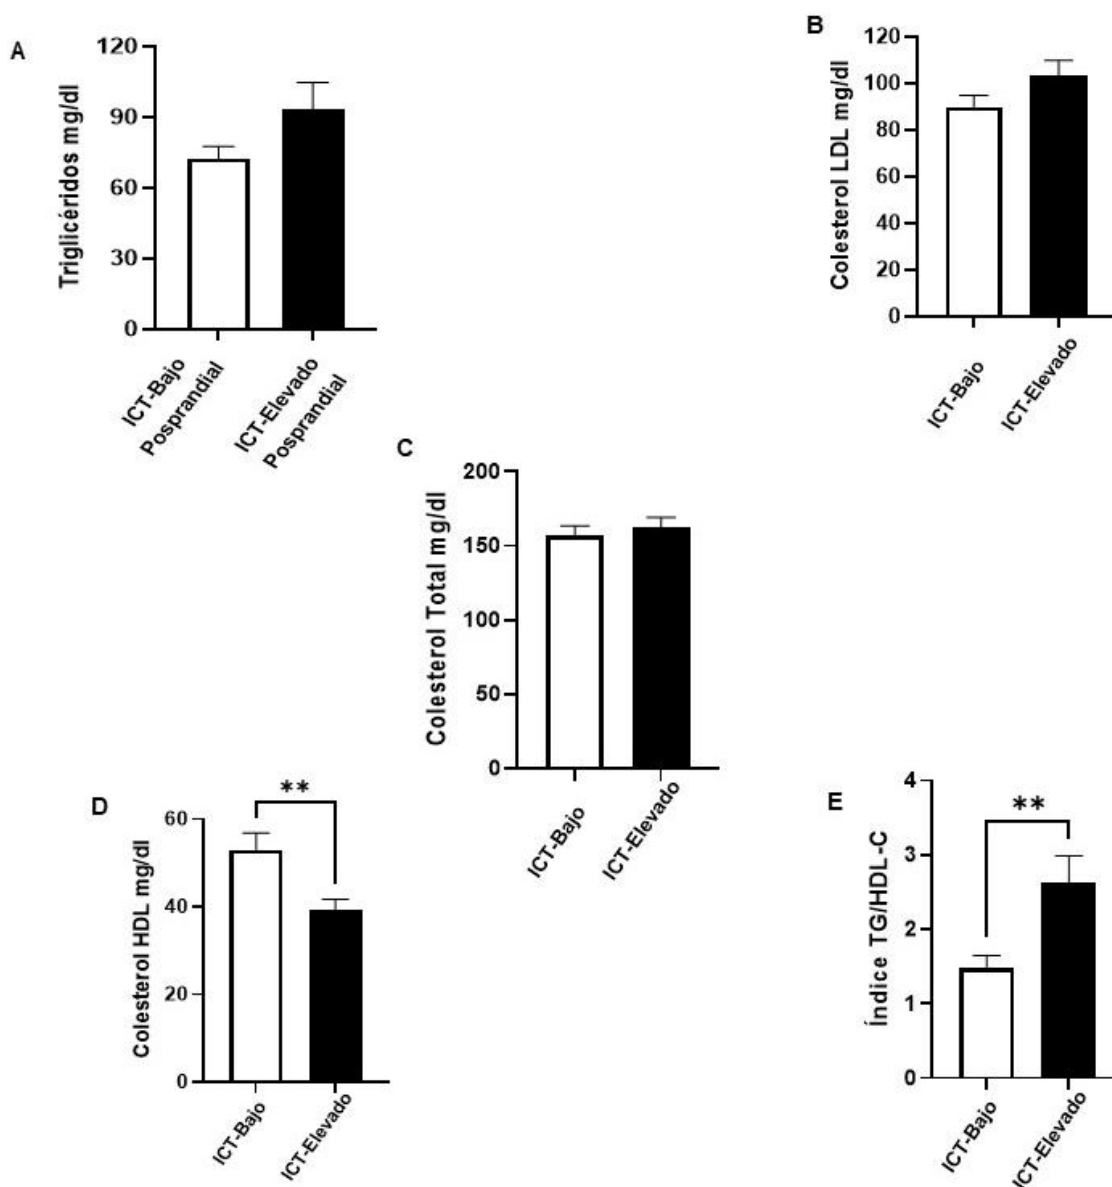 A
Triglicéridos mg/dl
120
90
60
30
0
ICT-Bajo
Posprandial
ICT-Elevado
Posprandial
B
Colesterol LDL mg/dl
120
100
80
60
40
20
0
ICT-Bajo
ICT-Elevado
C
Colesterol Total mg/dl
200
150
100
50
0
ICT-Bajo
ICT-Elevado
D
Colesterol HDL mg/dl
60
40
20
0
**
ICT-Bajo
ICT-Elevado
E
Índice TG/HDL-C
4
3
2
1
0
**
ICT-Bajo
ICT-Elevado